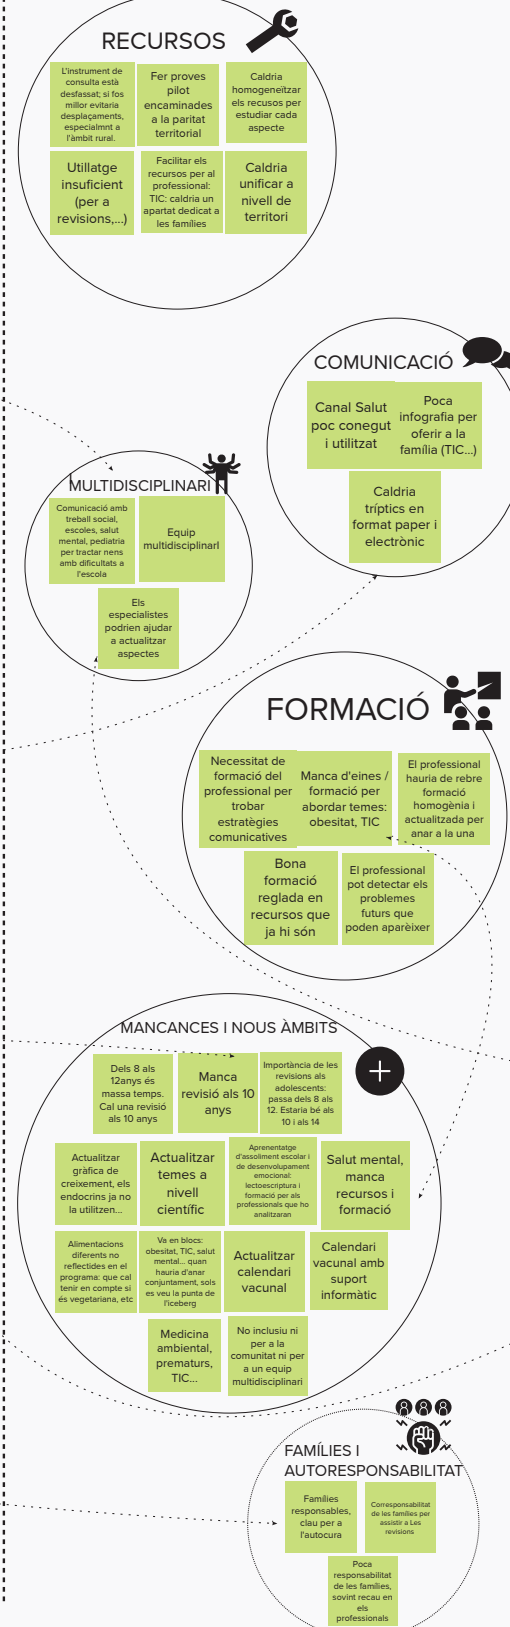 RECURSOS
L'instrument de
consulta està
desfassat; si fos
millor evitaria
desplaçaments,
especialmnt a
l'àmbit rural.
Fer proves
pilot
encaminades
a la paritat
territorial
Caldria
homogeneïtzar
els recusos per
estudiar cada
aspecte
Utillatge
insuficient
(per a
revisions,...)
Facilitar els
recursos per al
professional:
TIC: caldria un
apartat dedicat a
les famílies
Caldria
unificar a
nivell de
territori
COMUNICACIÓ
Canal Salut
poc conegut
i utilitzat
Poca
infografia per
oferir a la
família (TIC...)
Caldria
tríptics en
format paper i
electrònic
MULTIDISCIPLINARI
Comunicació amb
treball social,
escoles, salut
mental, pediatria
per tractar nens
amb dificultats a
l'escola
Equip
multidisciplinarI
Els
especialistes
podrien ajudar
a actualitzar
aspectes
FORMACIÓ
Necessitat de
formació del
professional per
trobar
estratègies
comunicatives
Manca d'eines /
formació per
abordar temes:
obesitat, TIC
El professional
hauria de rebre
formació
homogènia i
actualitzada per
anar a la una
Bona
formació
reglada en
recursos que
ja hi són
El professional
pot detectar els
problemes
futurs que
poden aparèixer
MANCANCES I NOUS ÀMBITS
Dels 8 als
12anys és
massa temps.
Cal una revisió
als 10 anys
Manca
revisió als 10
anys
Importància de les
revisions als
adolescents:
passa dels 8 als
12. Estaria bé als
10 i als 14
Actualitzar
gràfica de
creixement, els
endocrins ja no
la utilitzen...
Actualitzar
temes a
nivell
científic
Aprenentatge
d'assoliment escolar i
de desenvolupament
emocional:
lectoescriptura i
formació per als
professionals que ho
analitzaran
Salut mental,
manca
recursos i
formació
Alimentacions
diferents no
reflectides en el
programa: que cal
tenir en compte si
és vegetariana, etc
Va en blocs:
obesitat, TIC, salut
mental... quan
hauria d'anar
conjuntament, sols
es veu la punta de
l'iceberg
Actualitzar
calendari
vacunal
Calendari
vacunal amb
suport
informàtic
Medicina
ambiental,
prematurs,
TIC...
No inclusiu ni
per a la
comunitat ni per
a un equip
multidisciplinari
FAMÍLIES I
AUTORESPONSABILITAT
Famílies
responsables,
clau per a
l'autocura
Corresponsabilitat
de les famílies per
assistir a Les
revisions
Poca
responsabilitat
de les famílies,
sovint recau en
els
professionals